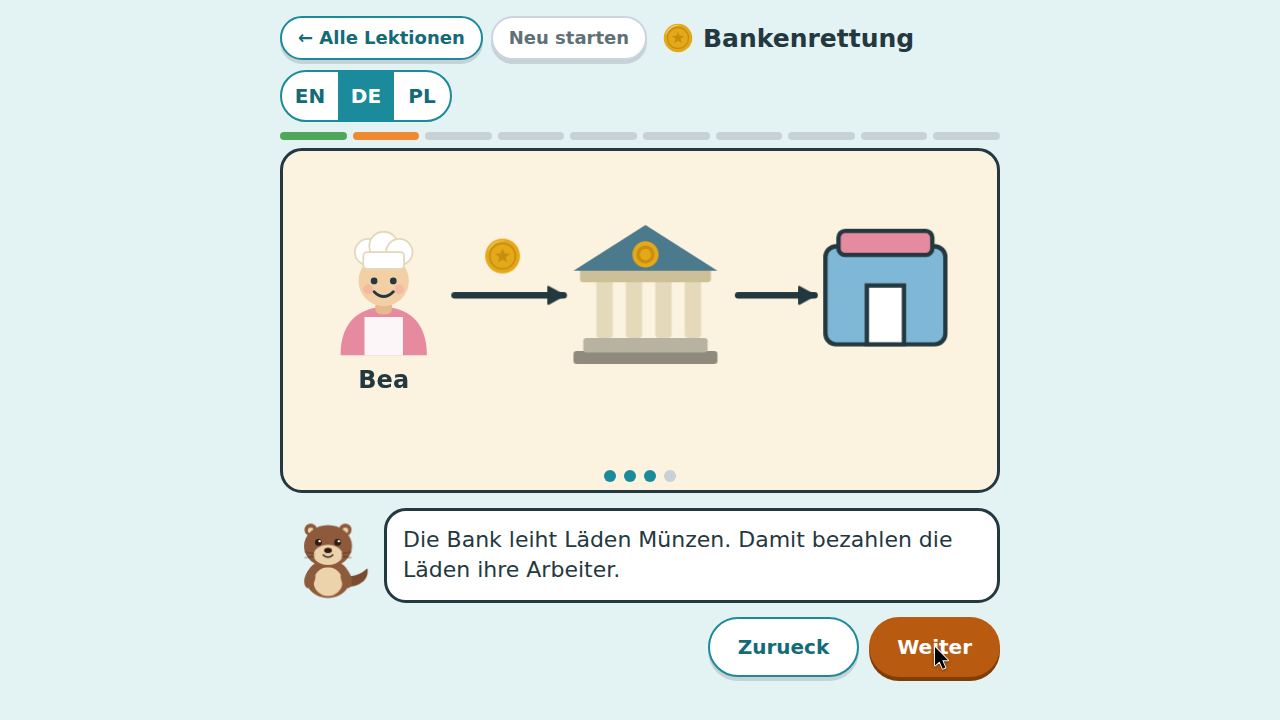 ← Alle Lektionen
Neu starten
Bankenrettung
EN DE PL
Bea
Die Bank leiht Läden Münzen. Damit bezahlen die
Läden ihre Arbeiter.
Zurueck
Weiter